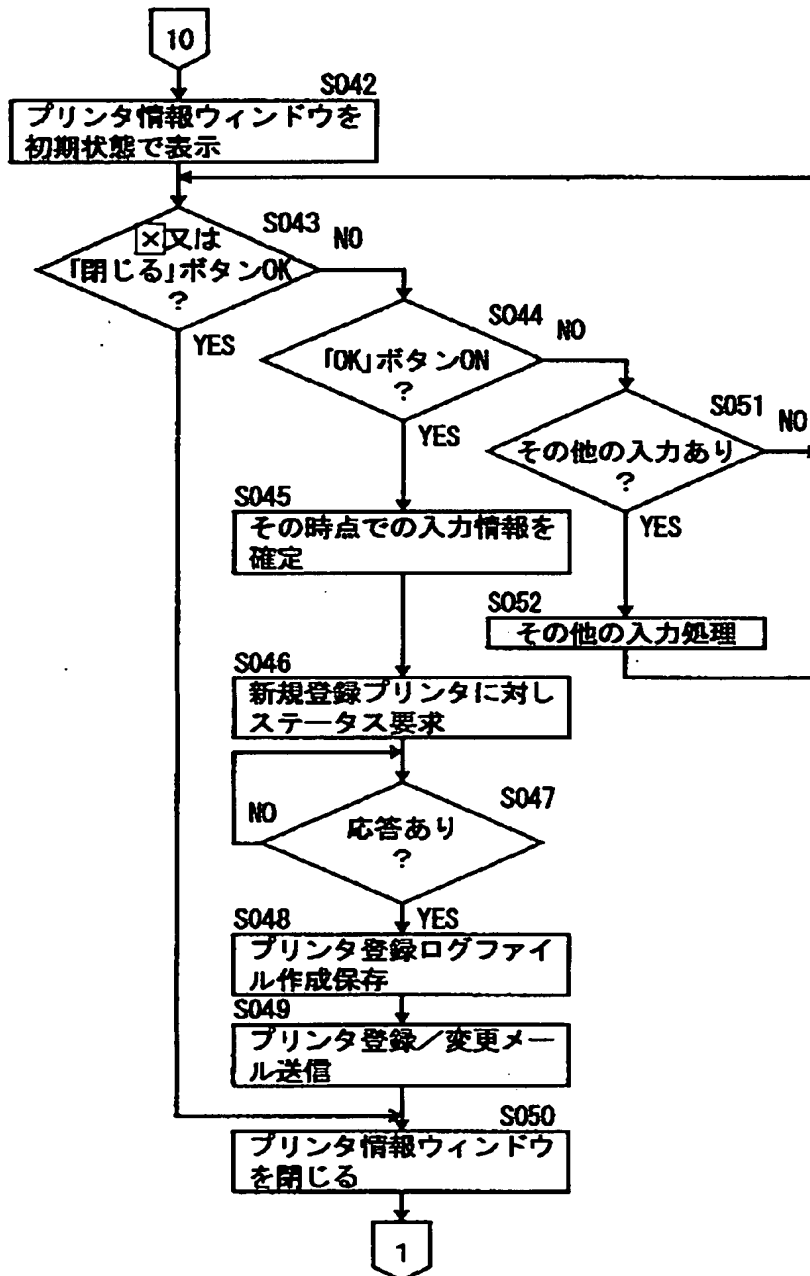 10
S042
プリンタ情報ウィンドウを
初期状態で表示
S043
NO
×又は
「閉じる」ボタンOK
?
YES
S044
NO
「OK」ボタンON
?
YES
S051
NO
その他の入力あり
?
YES
S045
その時点での入力情報を
確定
S052
その他の入力処理
S046
新規登録プリンタに対し
ステータス要求
S047
NO
応答あり
?
YES
S048
プリンタ登録ログファイ
ル作成保存
S049
プリンタ登録/変更メー
ル送信
S050
プリンタ情報ウィンドウ
を閉じる
1